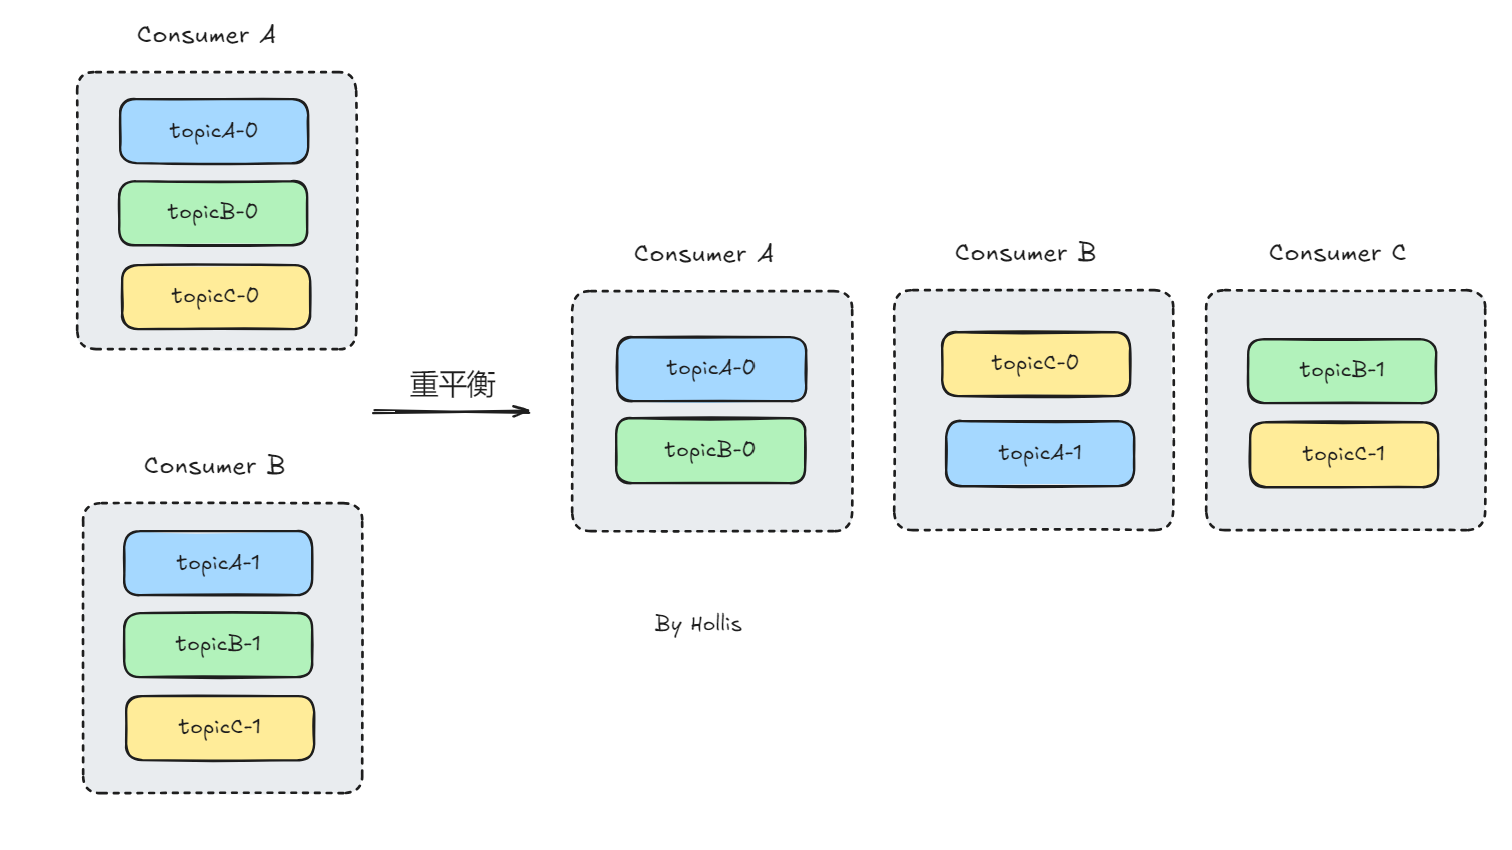 Consumer A
topicA-0
topicB-0
topicC-0
Consumer B
topicA-1
topicB-1
topicC-1
重平衡
Consumer A
topicA-0
topicB-0
Consumer B
topicC-0
topicA-1
Consumer C
topicB-1
topicC-1
By Hollis